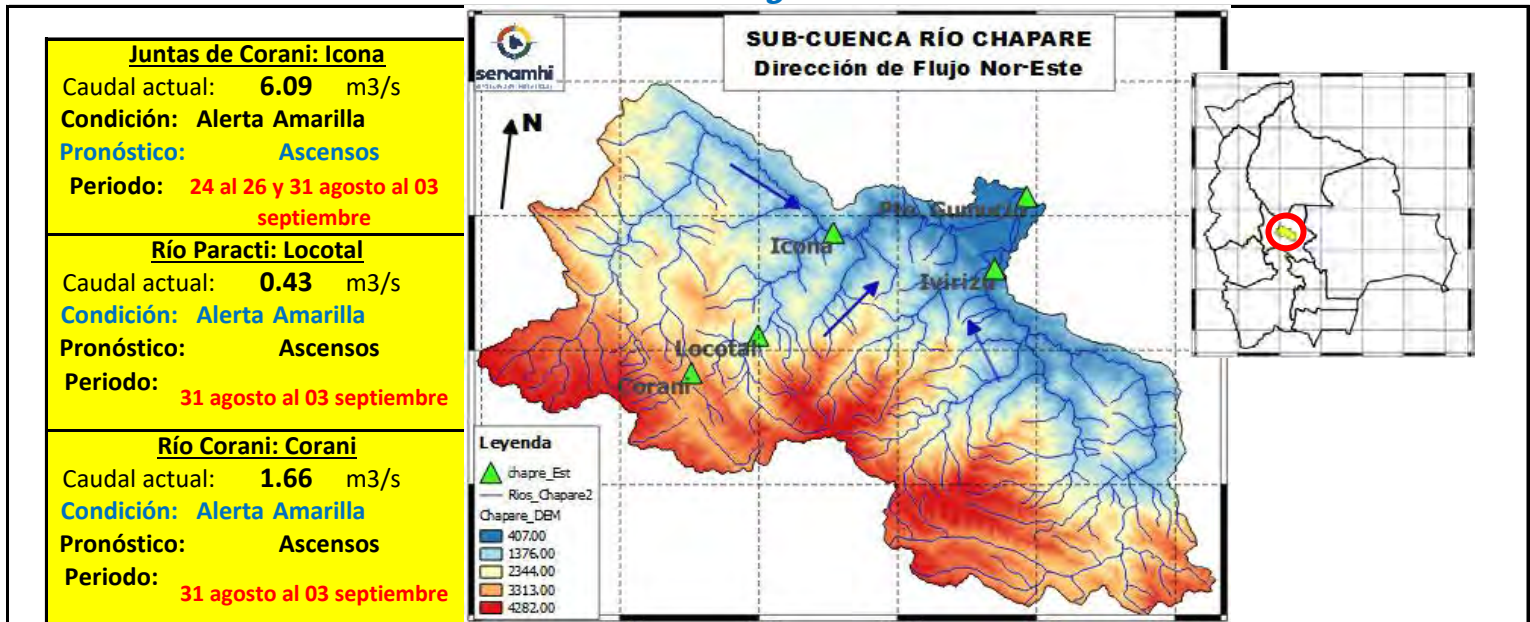 Juntas de Corani: Icona
Caudal actual: 6.09 m3/s
Condición: Alerta Amarilla
Pronóstico: Ascensos
Periodo: 24 al 26 y 31 agosto al 03
septiembre
Río Paracti: Locotal
Caudal actual: 0.43 m3/s
Condición: Alerta Amarilla
Pronóstico: Ascensos
Periodo:
31 agosto al 03 septiembre
Río Corani: Corani
Caudal actual: 1.66 m3/s
Condición: Alerta Amarilla
Pronóstico: Ascensos
Periodo:
31 agosto al 03 septiembre
senamhi
SUB-CUENCA RÍO CHAPARE
Dirección de Flujo Nor-Este
N
Icona
Ivirizu
Locotal
Corani
Leyenda
chapre_Est
Rios_Chapare2
Chapare_DEM
407.00
1376.00
2344.00
3313.00
4282.00